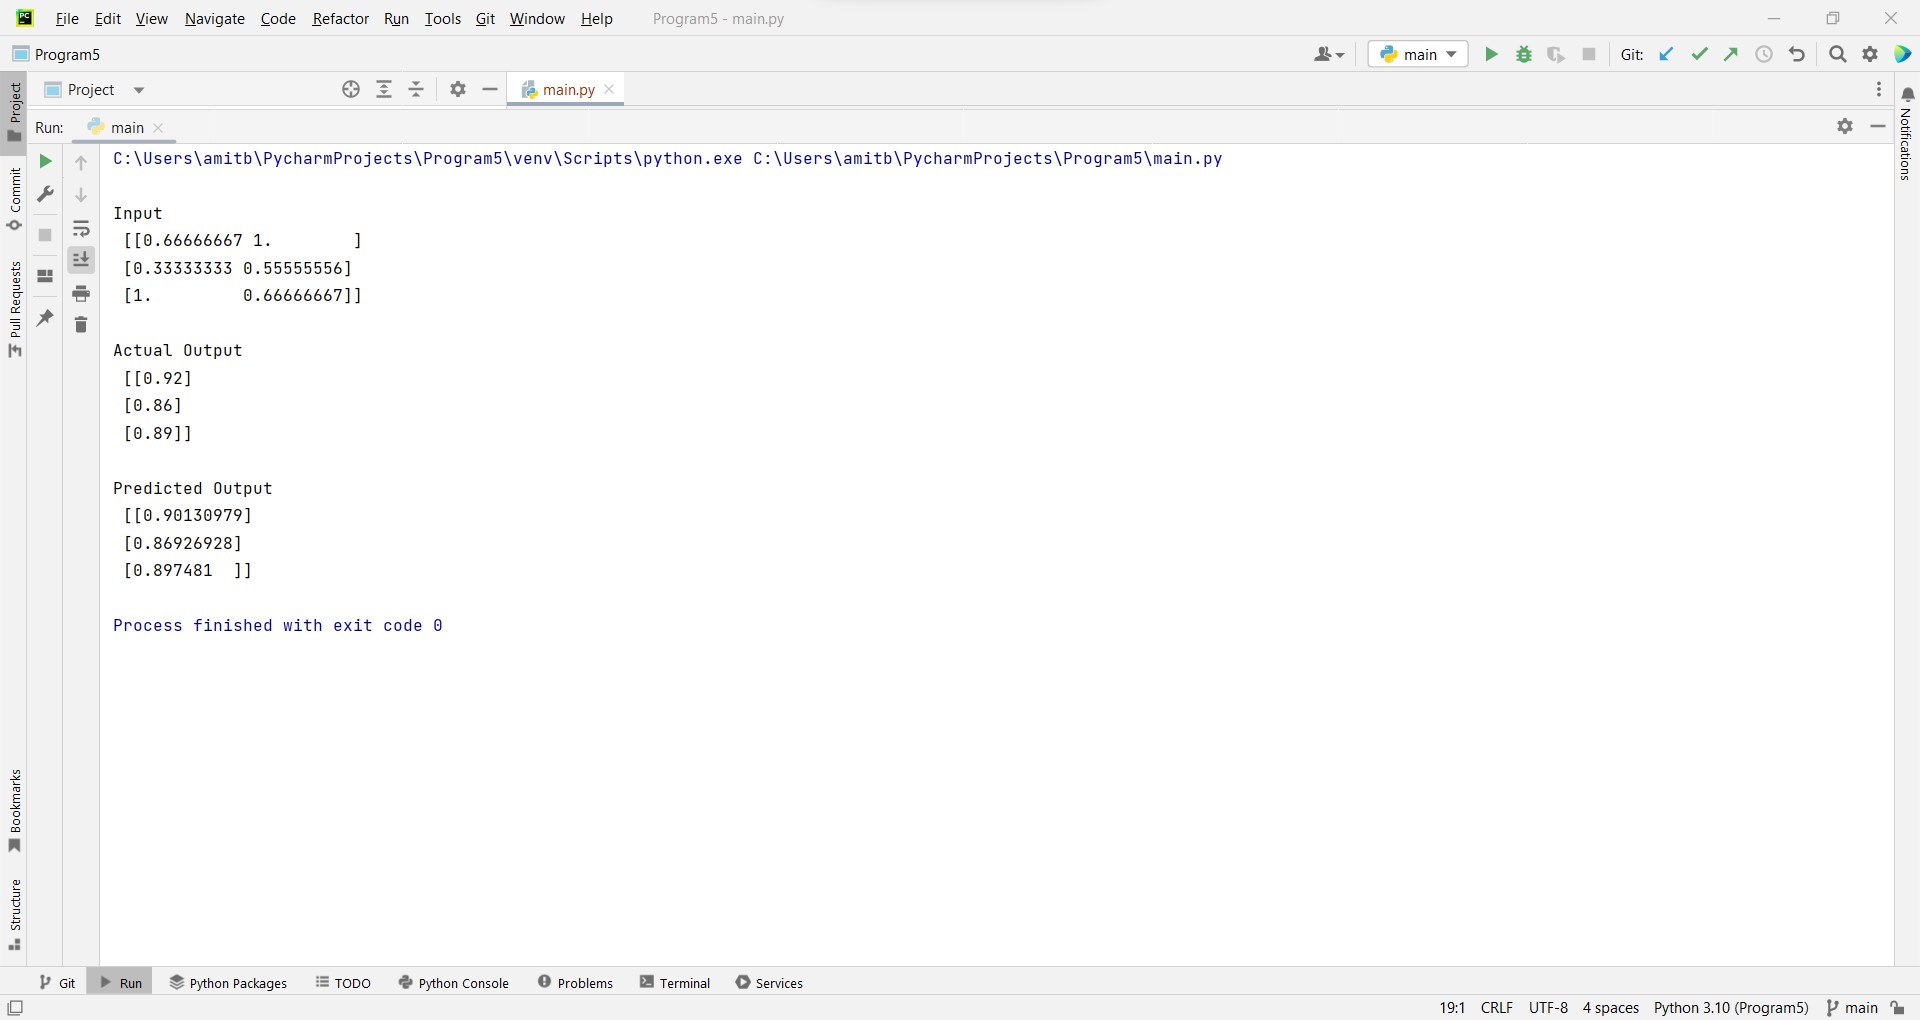 PC File Edit View Navigate Code Refactor Run Tools Git Window Help Program5 - main.py
Program5 main Git:
Project main.py
Run: main
C:\Users\amitb\PycharmProjects\Program5\venv\Scripts\python.exe C:\Users\amitb\PycharmProjects\Program5\main.py
Input
[[0.66666667 1.        ]
[0.33333333 0.55555556]
[1.         0.66666667]]
Actual Output
[[0.92]
[0.86]
[0.89]]
Predicted Output
[[0.90130979]
[0.86926928]
[0.897481  ]]
Process finished with exit code 0
Project
Commit
Pull Requests
Bookmarks
Structure
Notifications
Git Run Python Packages TODO Python Console Problems Terminal Services
19:1 CRLF UTF-8 4 spaces Python 3.10 (Program5) main